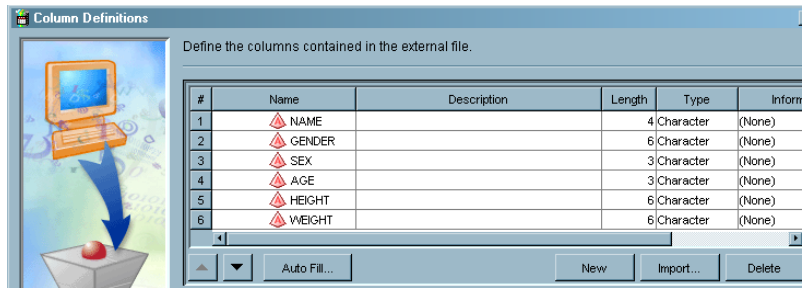 Column Definitions
Define the columns contained in the external file.
# Name Description Length Type Inform
1 NAME 4 Character (None)
2 GENDER 6 Character (None)
3 SEX 3 Character (None)
4 AGE 3 Character (None)
5 HEIGHT 6 Character (None)
6 WEIGHT 6 Character (None)
Auto Fill... New Import... Delete